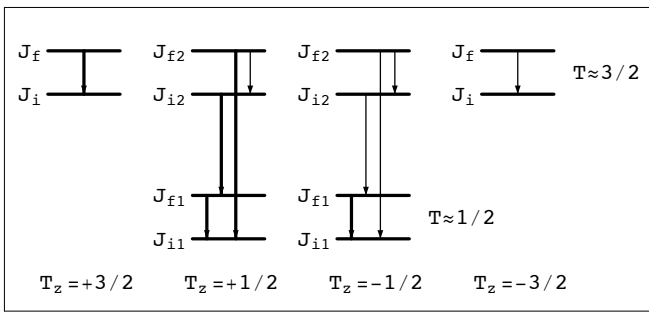 J_f J_f2 J_f2 J_f
T≈3/2
J_i J_i2 J_i2 J_i
J_f1 J_f1
T≈1/2
J_i1 J_i1
T_z=+3/2 T_z=+1/2 T_z=-1/2 T_z=-3/2